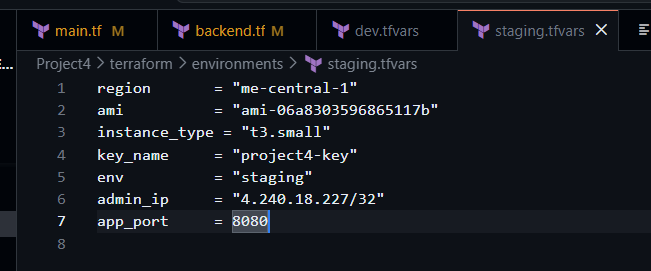 main.tf M backend.tf M dev.tfvars staging.tfvars
Project4 > terraform > environments > staging.tfvars
1 region = "me-central-1"
2 ami = "ami-06a8303596865117b"
3 instance_type = "t3.small"
4 key_name = "project4-key"
5 env = "staging"
6 admin_ip = "4.240.18.227/32"
7 app_port = 8080
8